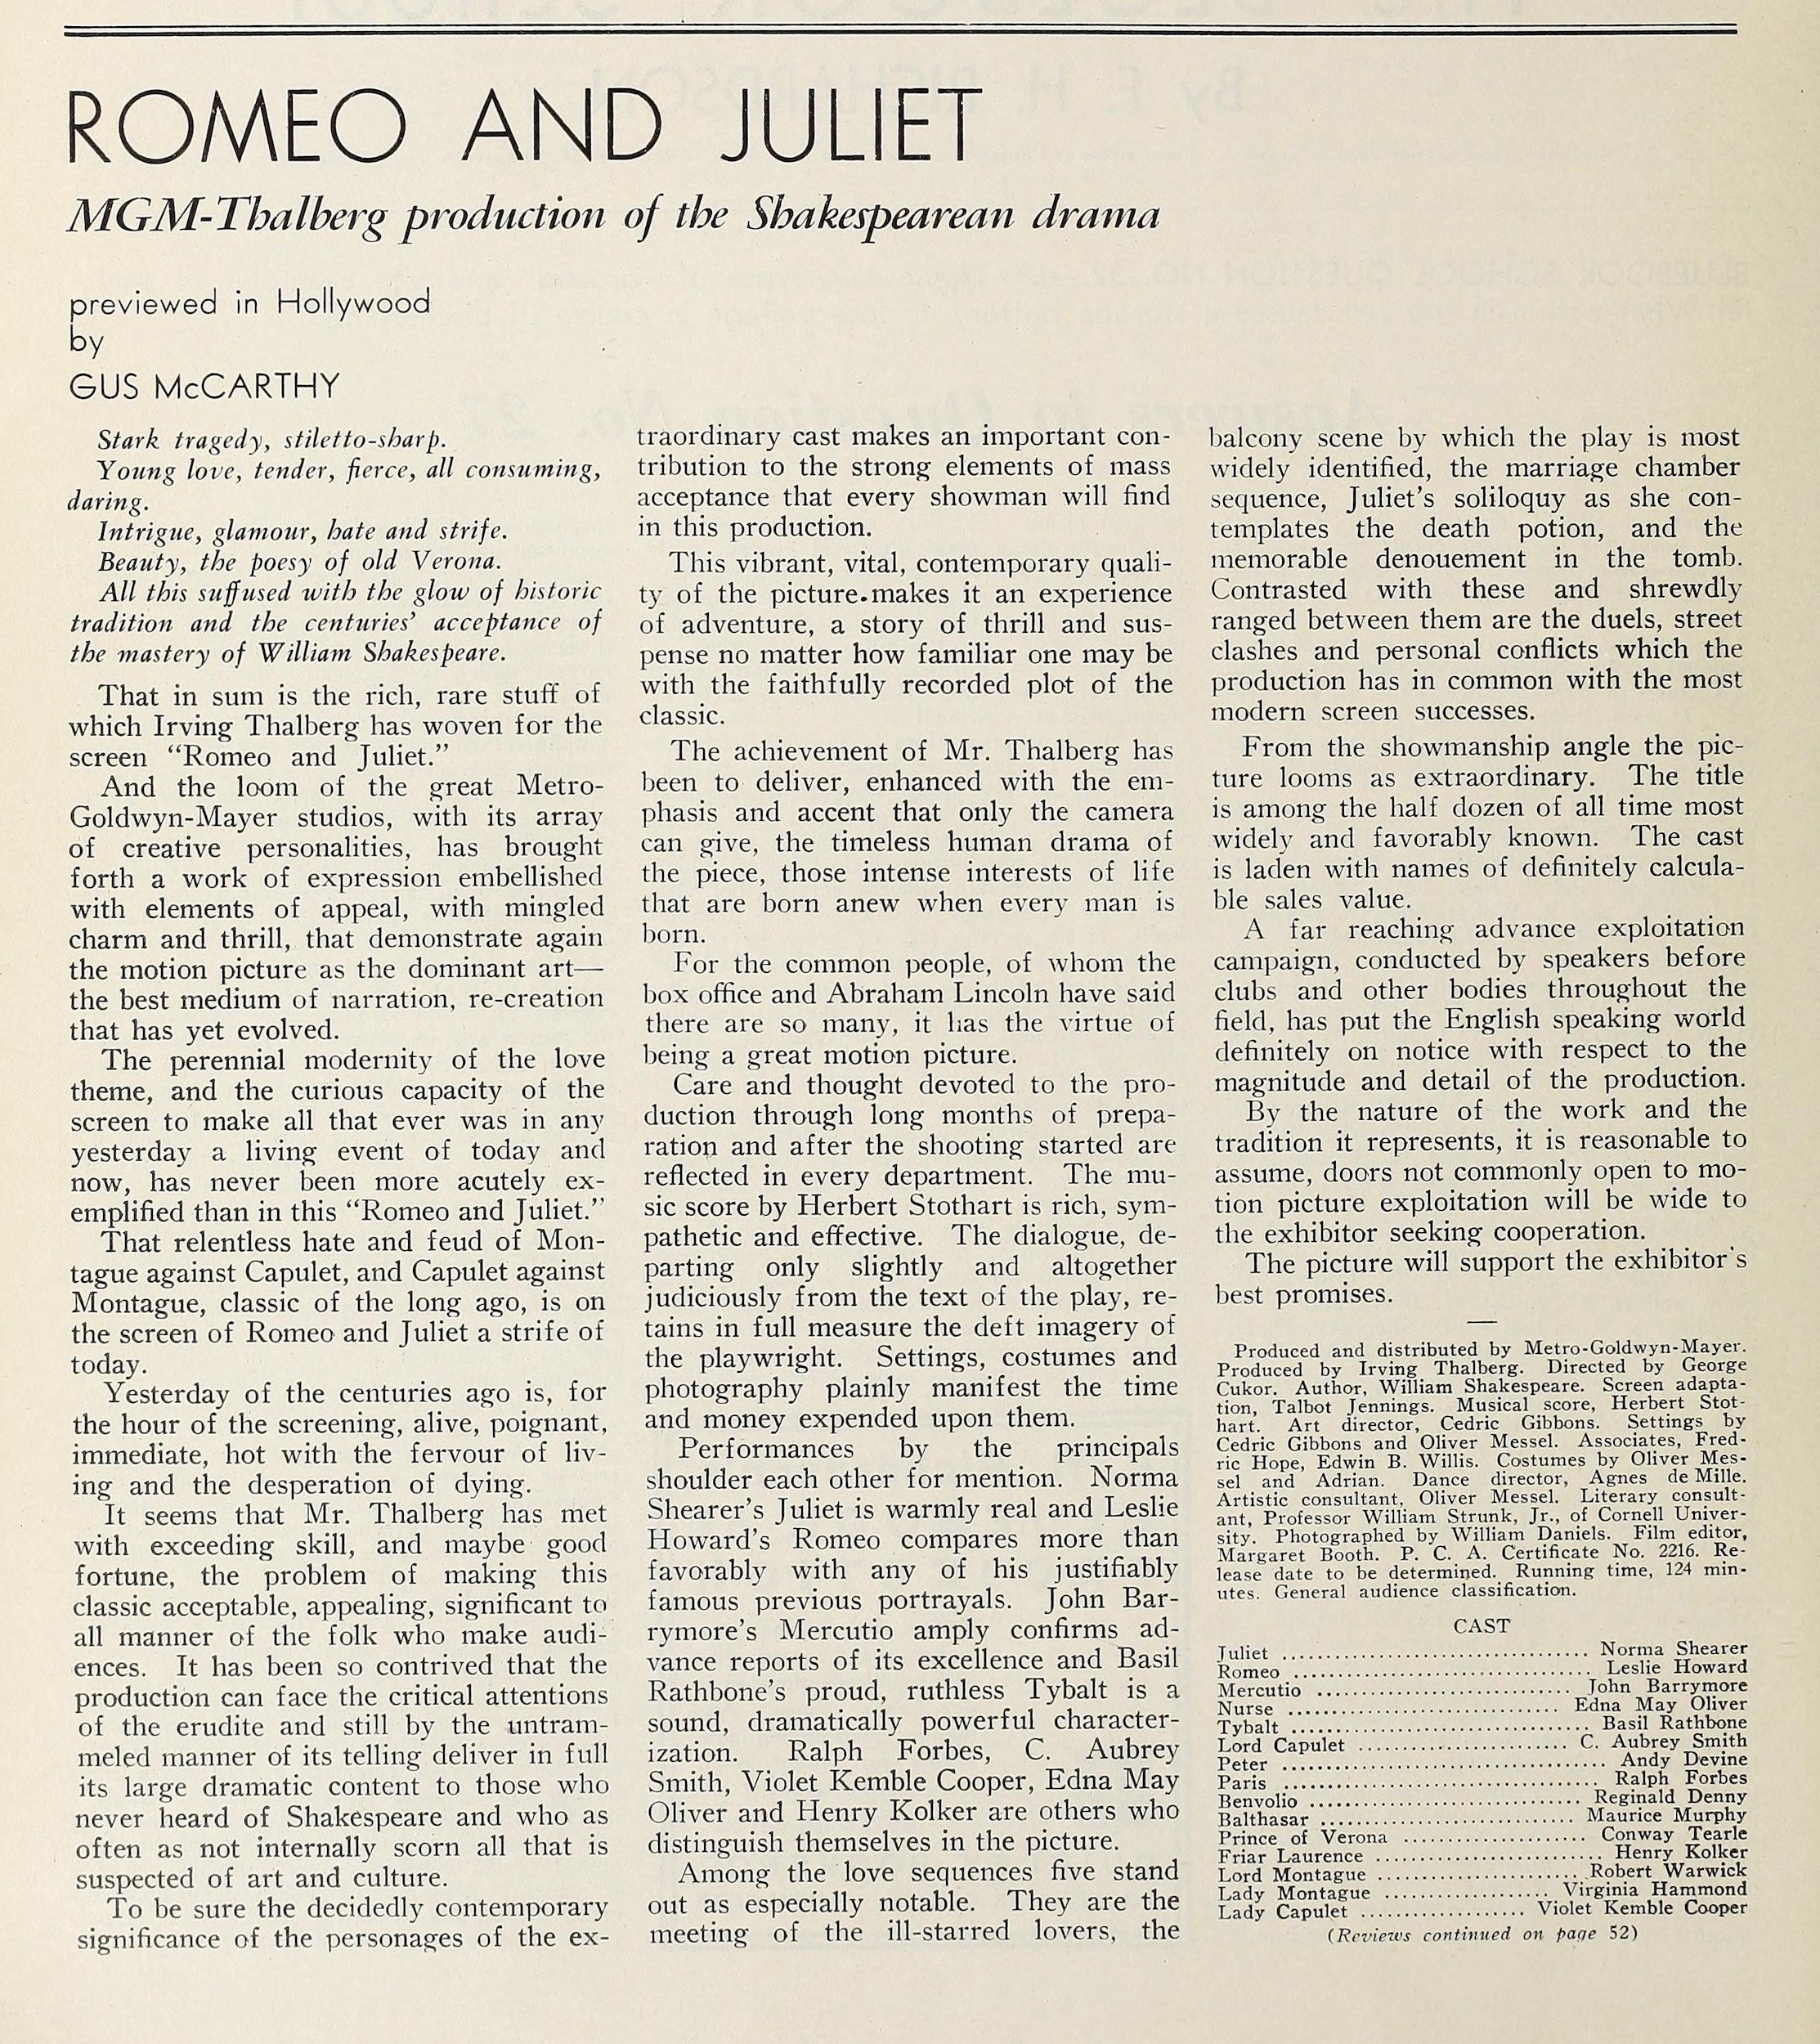 ROMEO AND JULIET
MGM-Thalberg production of the Shakespearean drama
previewed in Hollywood
by
GUS McCARTHY
Stark tragedy, stiletto-sharp.
Young love, tender, fierce, all consuming,
daring.
Intrigue, glamour, hate and strife.
Beauty, the poesy of old Verona.
All this suffused with the glow of historic
tradition and the centuries' acceptance of
the mastery of William Shakespeare.
That in sum is the rich, rare stuff of
which Irving Thalberg has woven for the
screen “Romeo and Juliet.”
And the loom of the great Metro-
Goldwyn-Mayer studios, with its array
of creative personalities, has brought
forth a work of expression embellished
with elements of appeal, with mingled
charm and thrill, that demonstrate again
the motion picture as the dominant art—
the best medium of narration, re-creation
that has yet evolved.
The perennial modernity of the love
theme, and the curious capacity of the
screen to make all that ever was in any
yesterday a living event of today and
now, has never been more acutely ex-
emplified than in this “Romeo and Juliet.”
That relentless hate and feud of Mon-
tague against Capulet, and Capulet against
Montague, classic of the long ago, is on
the screen of Romeo and Juliet a strife of
today.
Yesterday of the centuries ago is, for
the hour of the screening, alive, poignant,
immediate, hot with the fervour of liv-
ing and the desperation of dying.
It seems that Mr. Thalberg has met
with exceeding skill, and maybe good
fortune, the problem of making this
classic acceptable, appealing, significant to
all manner of the folk who make audi-
ences. It has been so contrived that the
production can face the critical attentions
of the erudite and still by the untram-
meled manner of its telling deliver in full
its large dramatic content to those who
never heard of Shakespeare and who as
often as not internally scorn all that is
suspected of art and culture.
To be sure the decidedly contemporary
significance of the personages of the ex-
traordinary cast makes an important con-
tribution to the strong elements of mass
acceptance that every showman will find
in this production.
This vibrant, vital, contemporary quali-
ty of the picture.makes it an experience
of adventure, a story of thrill and sus-
pense no matter how familiar one may be
with the faithfully recorded plot of the
classic.
The achievement of Mr. Thalberg has
been to deliver, enhanced with the em-
phasis and accent that only the camera
can give, the timeless human drama of
the piece, those intense interests of life
that are born anew when every man is
born.
For the common people, of whom the
box office and Abraham Lincoln have said
there are so many, it has the virtue of
being a great motion picture.
Care and thought devoted to the pro-
duction through long months of prepa-
ration and after the shooting started are
reflected in every department. The mu-
sic score by Herbert Stothart is rich, sym-
pathetic and effective. The dialogue, de-
parting only slightly and altogether
judiciously from the text of the play, re-
tains in full measure the deft imagery of
the playwright. Settings, costumes and
photography plainly manifest the time
and money expended upon them.
Performances by the principals
shoulder each other for mention. Norma
Shearer's Juliet is warmly real and Leslie
Howard's Romeo compares more than
favorably with any of his justifiably
famous previous portrayals. John Bar-
rymore's Mercutio amply confirms ad-
vance reports of its excellence and Basil
Rathbone's proud, ruthless Tybalt is a
sound, dramatically powerful character-
ization. Ralph Forbes, C. Aubrey
Smith, Violet Kemble Cooper, Edna May
Oliver and Henry Kolker are others who
distinguish themselves in the picture.
Among the love sequences five stand
out as especially notable. They are the
meeting of the ill-starred lovers, the
balcony scene by which the play is most
widely identified, the marriage chamber
sequence, Juliet's soliloquy as she con-
templates the death potion, and the
memorable denouement in the tomb.
Contrasted with these and shrewdly
ranged between them are the duels, street
clashes and personal conflicts which the
production has in common with the most
modern screen successes.
From the showmanship angle the pic-
ture looms as extraordinary. The title
is among the half dozen of all time most
widely and favorably known. The cast
is laden with names of definitely calcula-
ble sales value.
A far reaching advance exploitation
campaign, conducted by speakers before
clubs and other bodies throughout the
field, has put the English speaking world
definitely on notice with respect to the
magnitude and detail of the production.
By the nature of the work and the
tradition it represents, it is reasonable to
assume, doors not commonly open to mo-
tion picture exploitation will be wide to
the exhibitor seeking cooperation.
The picture will support the exhibitor's
best promises.
Produced and distributed by Metro-Goldwyn-Mayer.
Produced by Irving Thalberg. Directed by George
Cukor. Author, William Shakespeare. Screen adapta-
tion, Talbot Jennings. Musical score, Herbert Stot-
hart. Art director, Cedric Gibbons. Settings by
Cedric Gibbons and Oliver Messel. Associates, Fred-
ric Hope, Edwin B. Willis. Costumes by Oliver Mes-
sel and Adrian. Dance director, Agnes de Mille.
Artistic consultant, Oliver Messel. Literary consult-
ant, Professor William Strunk, Jr., of Cornell Univer-
sity. Photographed by William Daniels. Film editor,
Margaret Booth. P. C. A. Certificate No. 2216. Re-
lease date to be determined. Running time, 124 min-
utes. General audience classification.
CAST
Juliet ........ Norma Shearer
Romeo ........ Leslie Howard
Mercutio ........ John Barrymore
Nurse ........ Edna May Oliver
Tybalt ........ Basil Rathbone
Lord Capulet ........ C. Aubrey Smith
Peter ........ Andy Devine
Paris ........ Ralph Forbes
Benvolio ........ Reginald Denny
Balthasar ........ Maurice Murphy
Prince of Verona ........ Conway Tearle
Friar Laurence ........ Henry Kolker
Lord Montague ........ Robert Warwick
Lady Montague ........ Virginia Hammond
Lady Capulet ........ Violet Kemble Cooper
(Reviews continued on page 52)